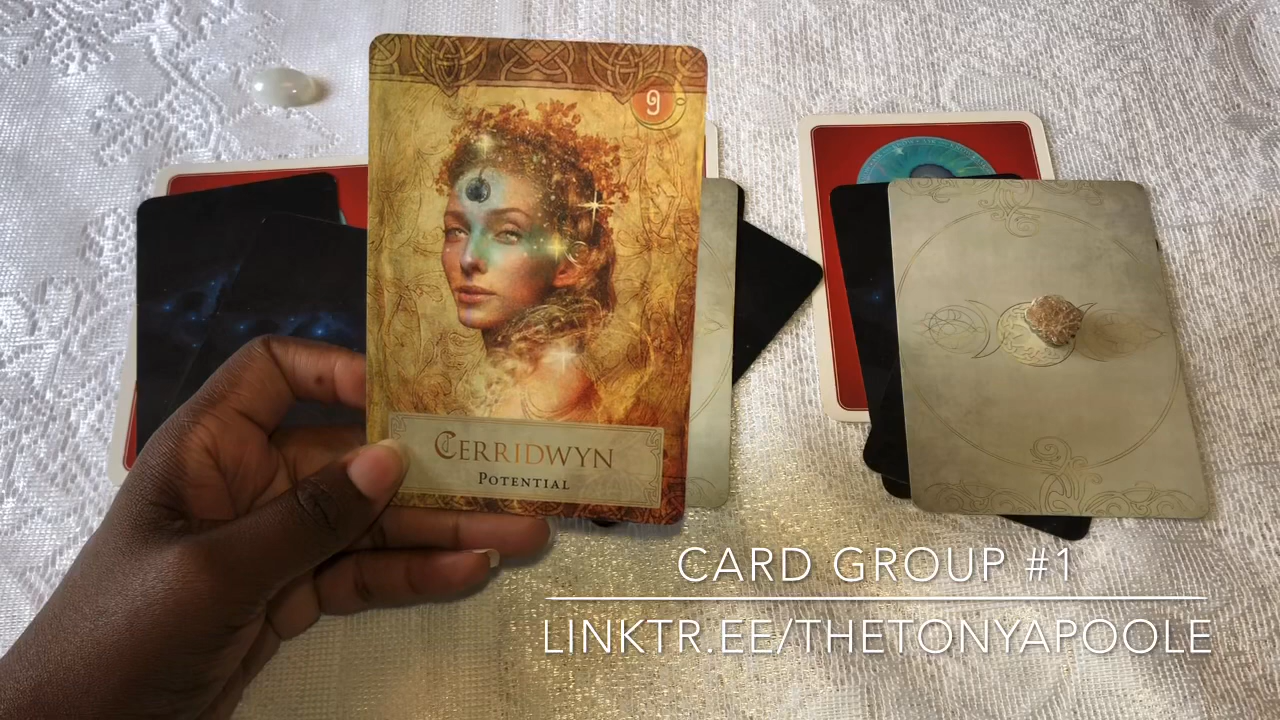 9
CERRIDWYN
POTENTIAL
CARD GROUP #1
LINKTR.EE/THETONYAPOOLE